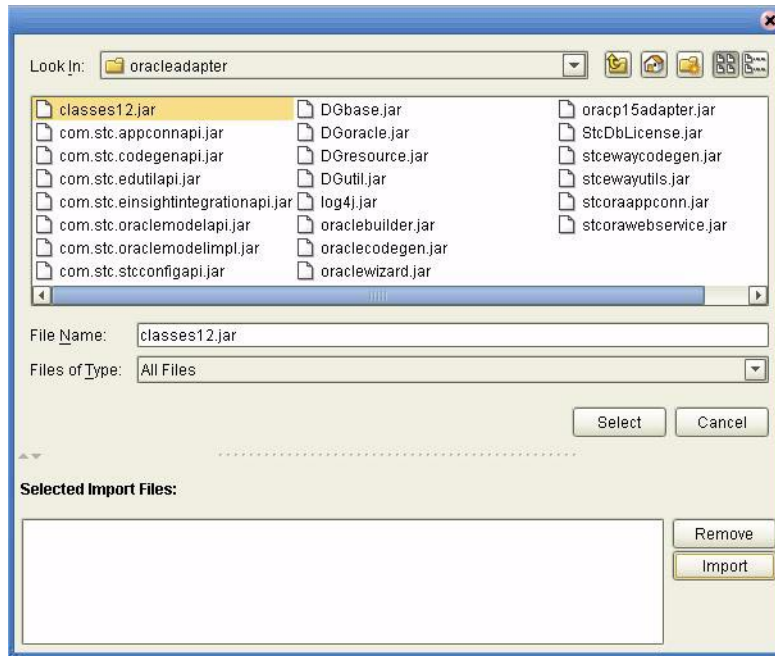 Look In: oracleadapter
classes12.jar DGbase.jar oracp15adapter.jar
com.stc.appconnapi.jar DGoracle.jar StcDbLicense.jar
com.stc.codegenapi.jar DGresource.jar stcewaycodegen.jar
com.stc.edutilapi.jar DGutil.jar stcewayutils.jar
com.stc.einsightintegrationapi.jar log4j.jar stcoraappconn.jar
com.stc.oraclemodelapi.jar oraclebuilder.jar stcorawebservice.jar
com.stc.oraclemodelimpl.jar oraclecodegen.jar
com.stc.stcconfigapi.jar oraclewizard.jar
File Name: classes12.jar
Files of Type: All Files
Select Cancel
Selected Import Files:
Remove
Import